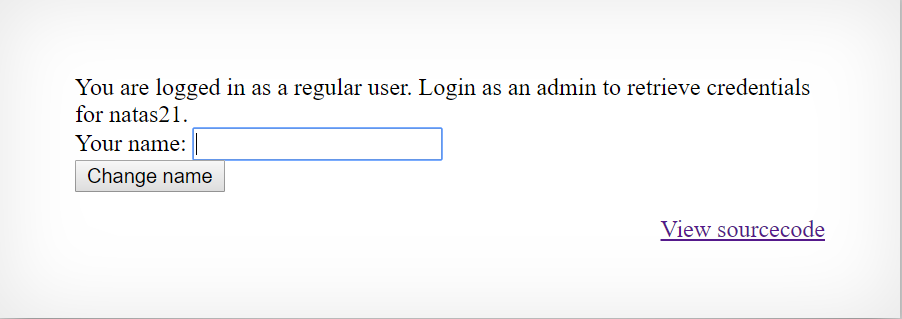 You are logged in as a regular user. Login as an admin to retrieve credentials
for natas21.
Your name:
Change name
View sourcecode